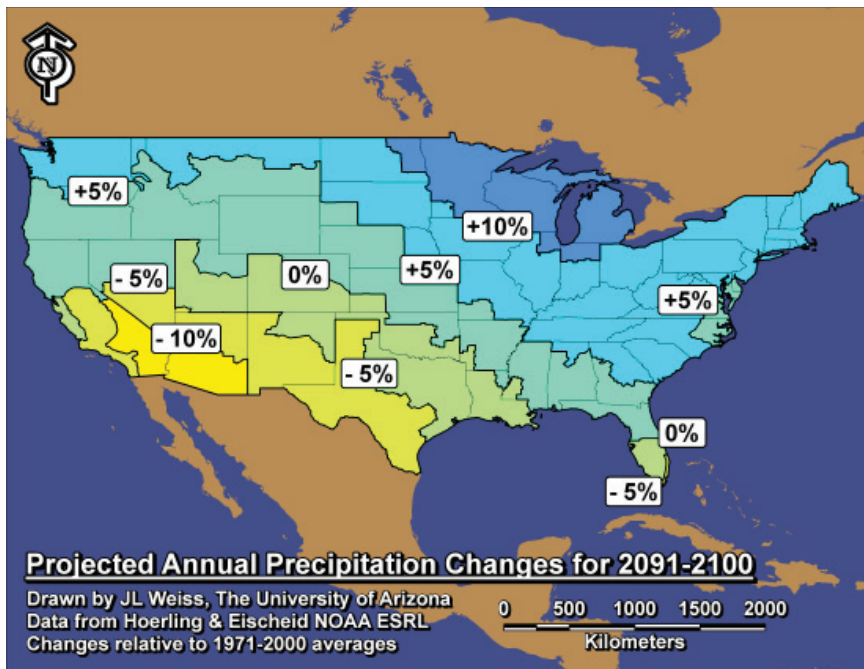 N
+5%
+10%
- 5%
0%
+5%
+5%
- 10%
- 5%
0%
- 5%
Projected Annual Precipitation Changes for 2091-2100
Drawn by JL Weiss, The University of Arizona
Data from Hoerling & Eischeid NOAA ESRL
Changes relative to 1971-2000 averages
0 500 1000 1500 2000
Kilometers